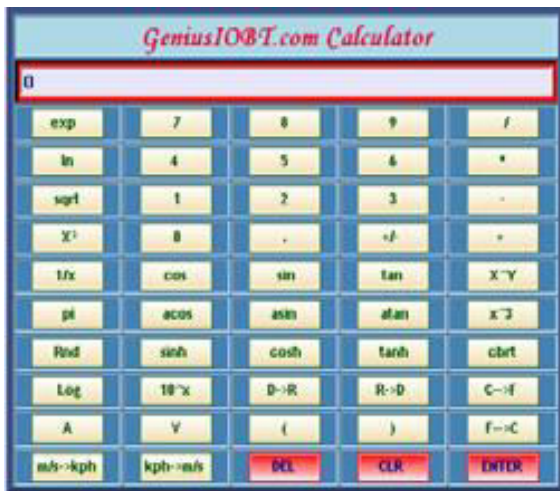 GeniusIOBT.com Calculator
0
exp 7 8 9 /
ln 4 5 6 *
sqrt 1 2 3 -
X² 0 . +/- +
1/x cos sin tan X^Y
pi acos asin atan x^3
Rnd sinh cosh tanh cbrt
Log 10^x D->R R->D C-->f
A V ( ) F-->C
m/s->kph kph->m/s DEL CLR ENTER